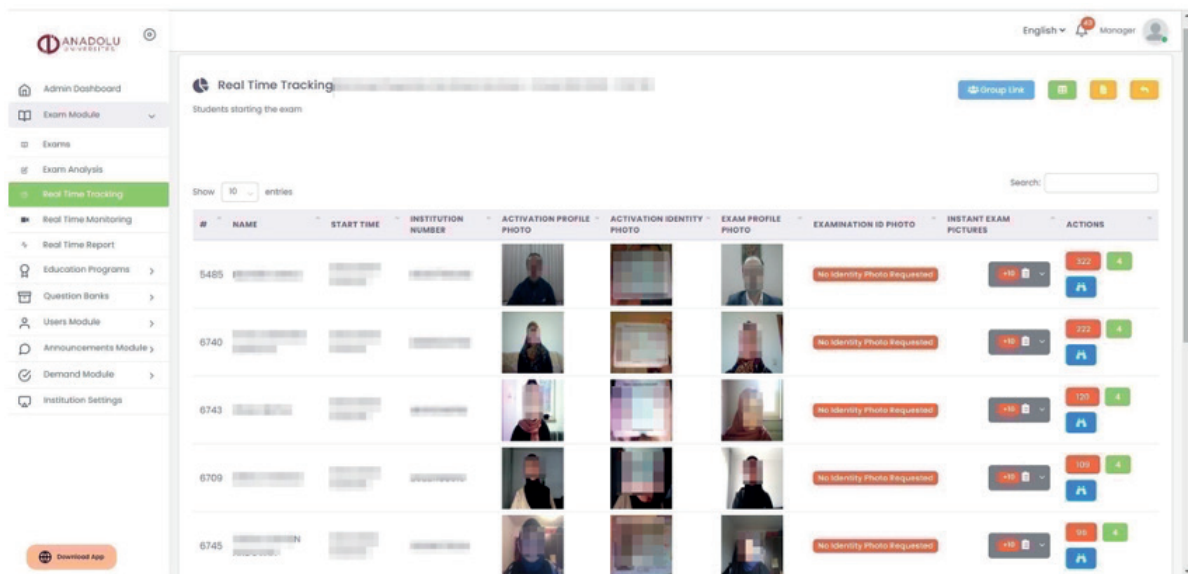 English
40
Manager
ANADOLU
ÜNİVERSİTESİ
Admin Dashboard
Exam Module
Exams
Exam Analysis
Real Time Tracking
Real Time Monitoring
Real Time Report
Education Programs
Question Banks
Users Module
Announcements Module
Demand Module
Institution Settings
Download App
Real Time Tracking
Group Link
Students starting the exam
Show 10 entries
Search:
# NAME START TIME INSTITUTION NUMBER ACTIVATION PROFILE PHOTO ACTIVATION IDENTITY PHOTO EXAM PROFILE PHOTO EXAMINATION ID PHOTO INSTANT EXAM PICTURES ACTIONS
5485 No Identity Photo Requested +10 322 4
6740 No Identity Photo Requested +10 222 4
6743 No Identity Photo Requested +10 120 4
6709 No Identity Photo Requested +10 109 4
6745 No Identity Photo Requested +10 4